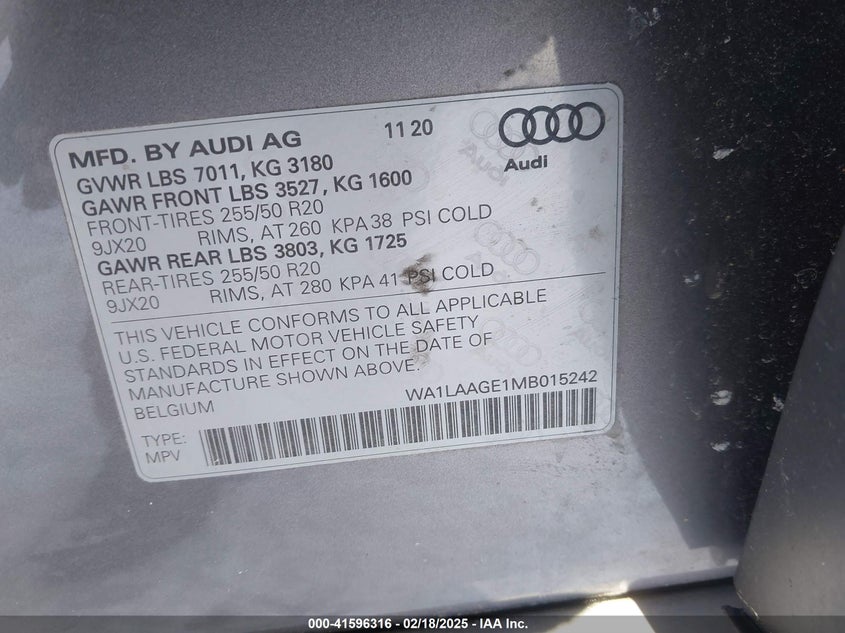 MFD. BY AUDI AG 11 20
Audi
GVWR LBS 7011, KG 3180
GAWR FRONT LBS 3527, KG 1600
FRONT-TIRES 255/50 R20
9JX20 RIMS, AT 260 KPA 38 PSI COLD
GAWR REAR LBS 3803, KG 1725
REAR-TIRES 255/50 R20
9JX20 RIMS, AT 280 KPA 41 PSI COLD
THIS VEHICLE CONFORMS TO ALL APPLICABLE
U.S. FEDERAL MOTOR VEHICLE SAFETY
STANDARDS IN EFFECT ON THE DATE OF
MANUFACTURE SHOWN ABOVE.
BELGIUM WA1LAAGE1MB015242
TYPE:
MPV
000-41596316 - 02/18/2025 - IAA Inc.